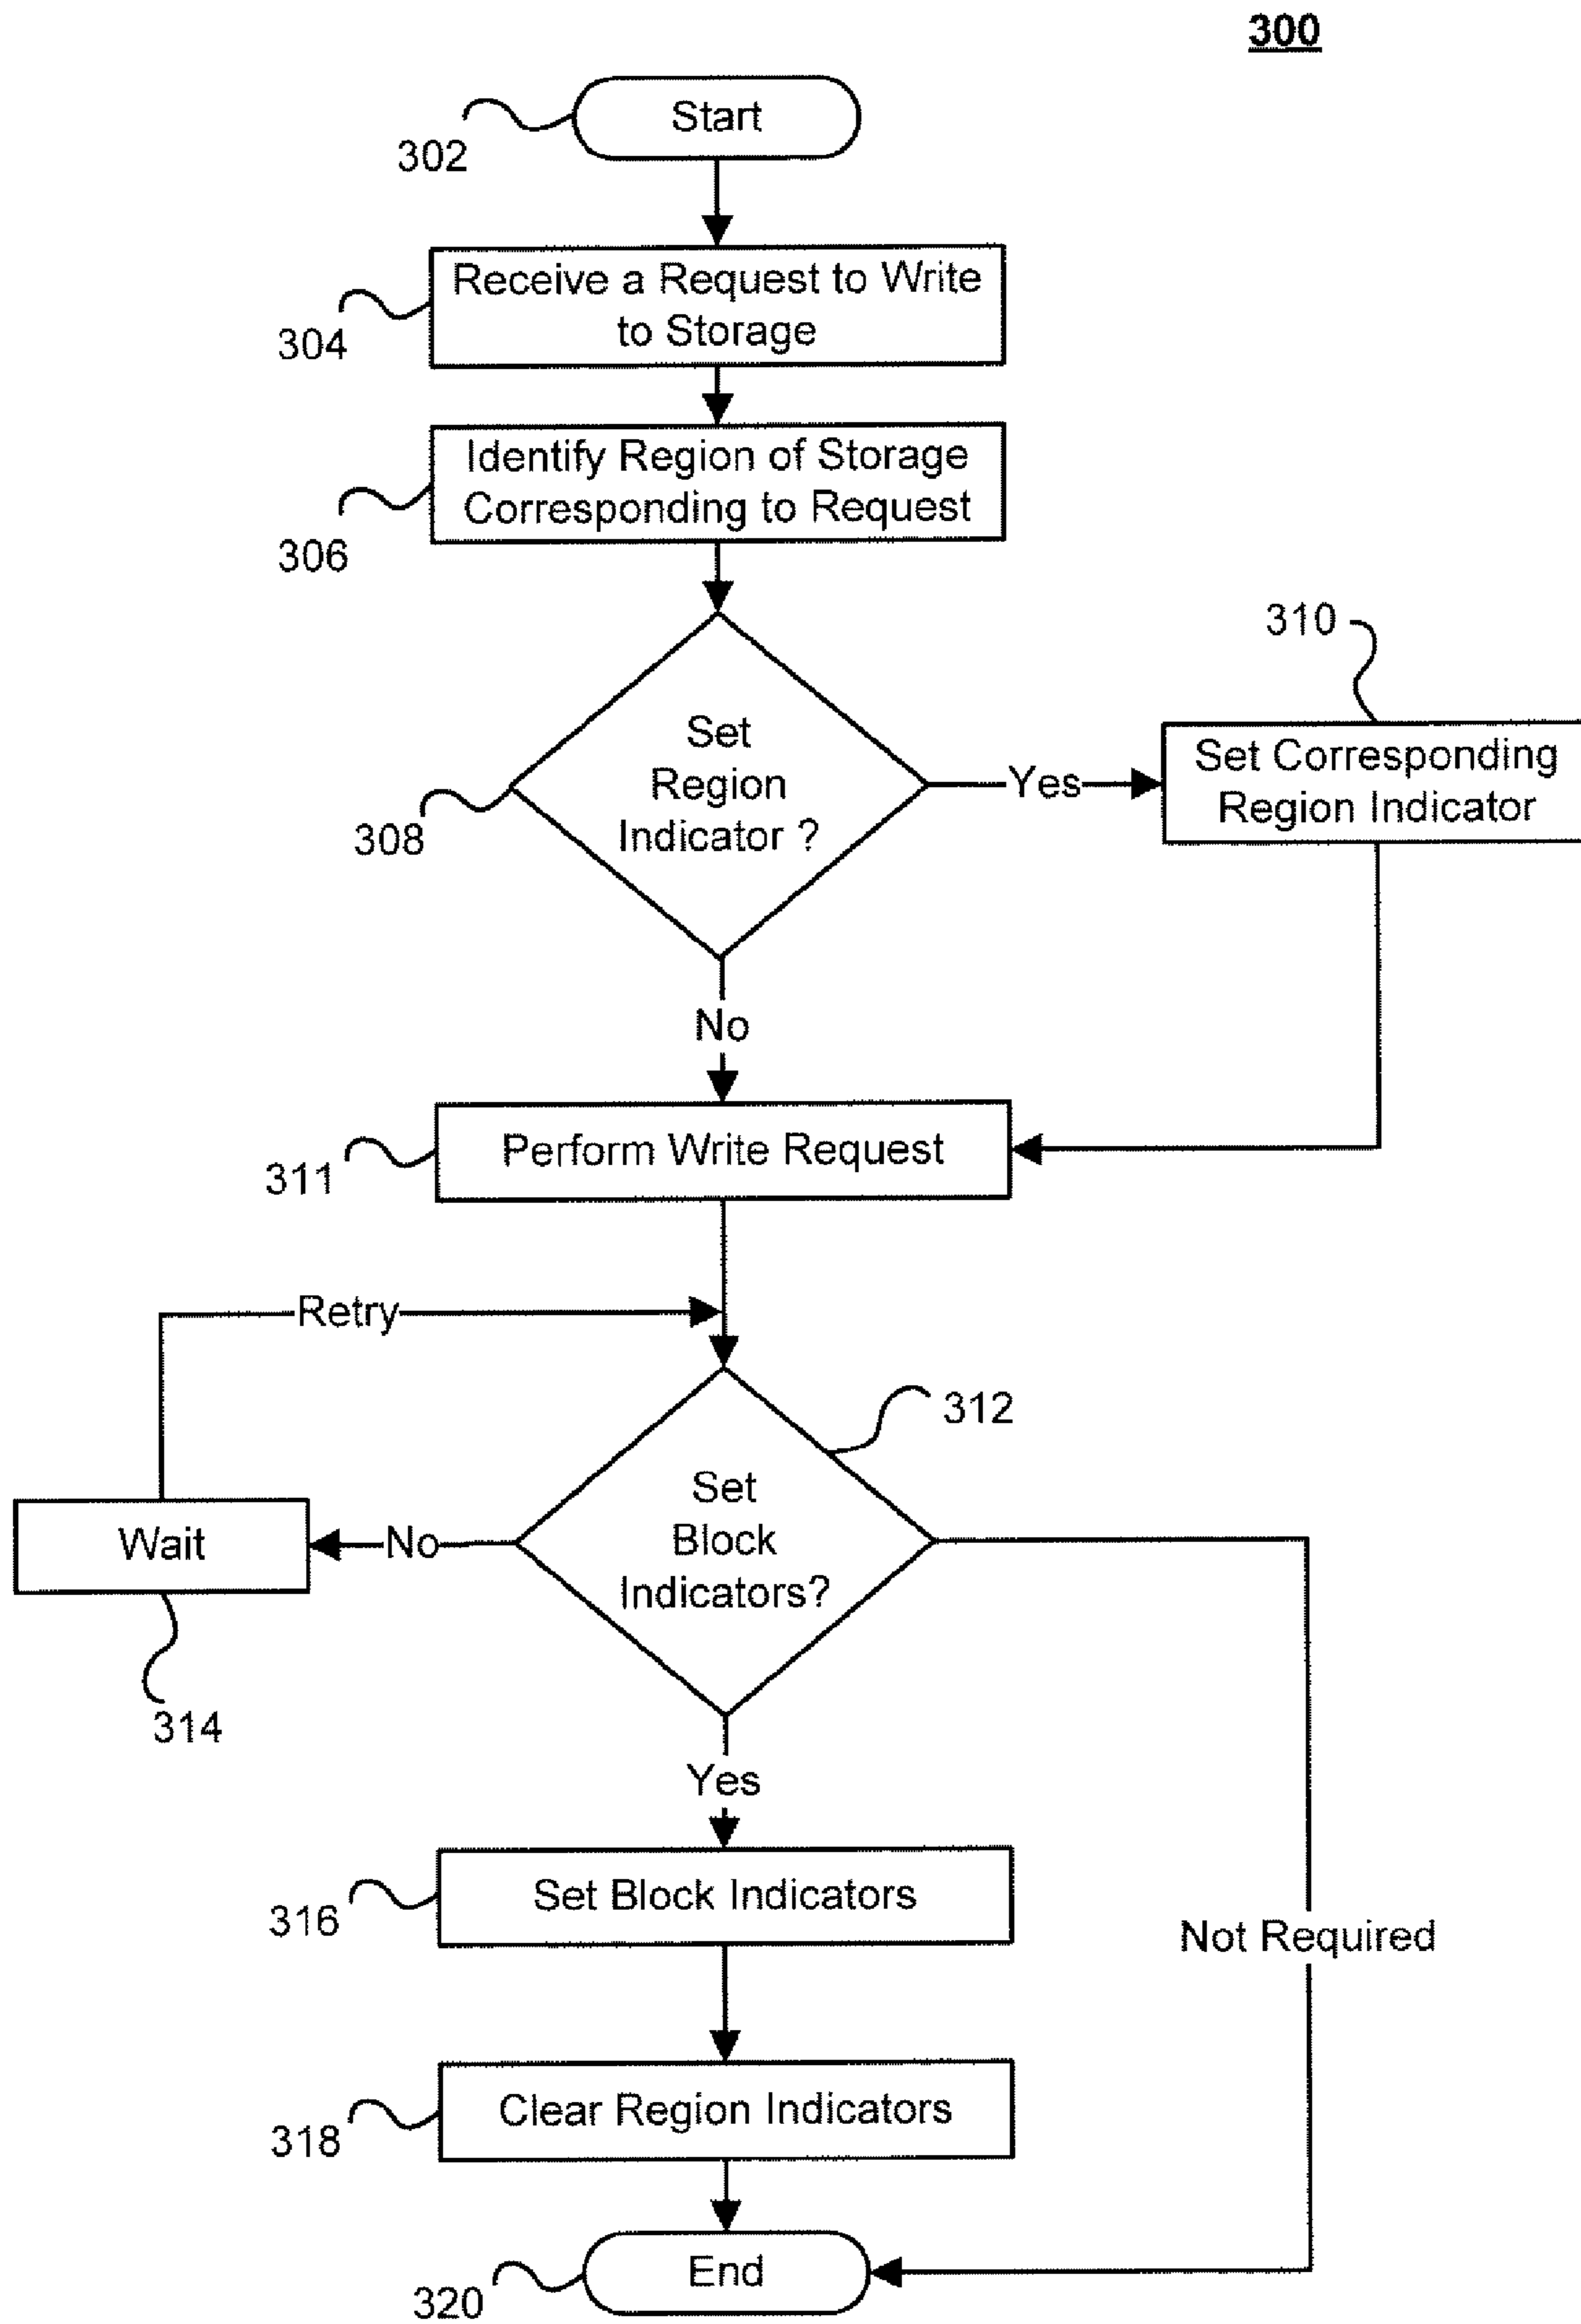 300
Start
302
Receive a Request to Write
to Storage
304
Identify Region of Storage
Corresponding to Request
306
310
Set
Region
Indicator ?
308
Yes
Set Corresponding
Region Indicator
No
Perform Write Request
311
Retry
312
Set
Block
Indicators?
No
Wait
314
Yes
Set Block Indicators
316
Not Required
Clear Region Indicators
318
End
320